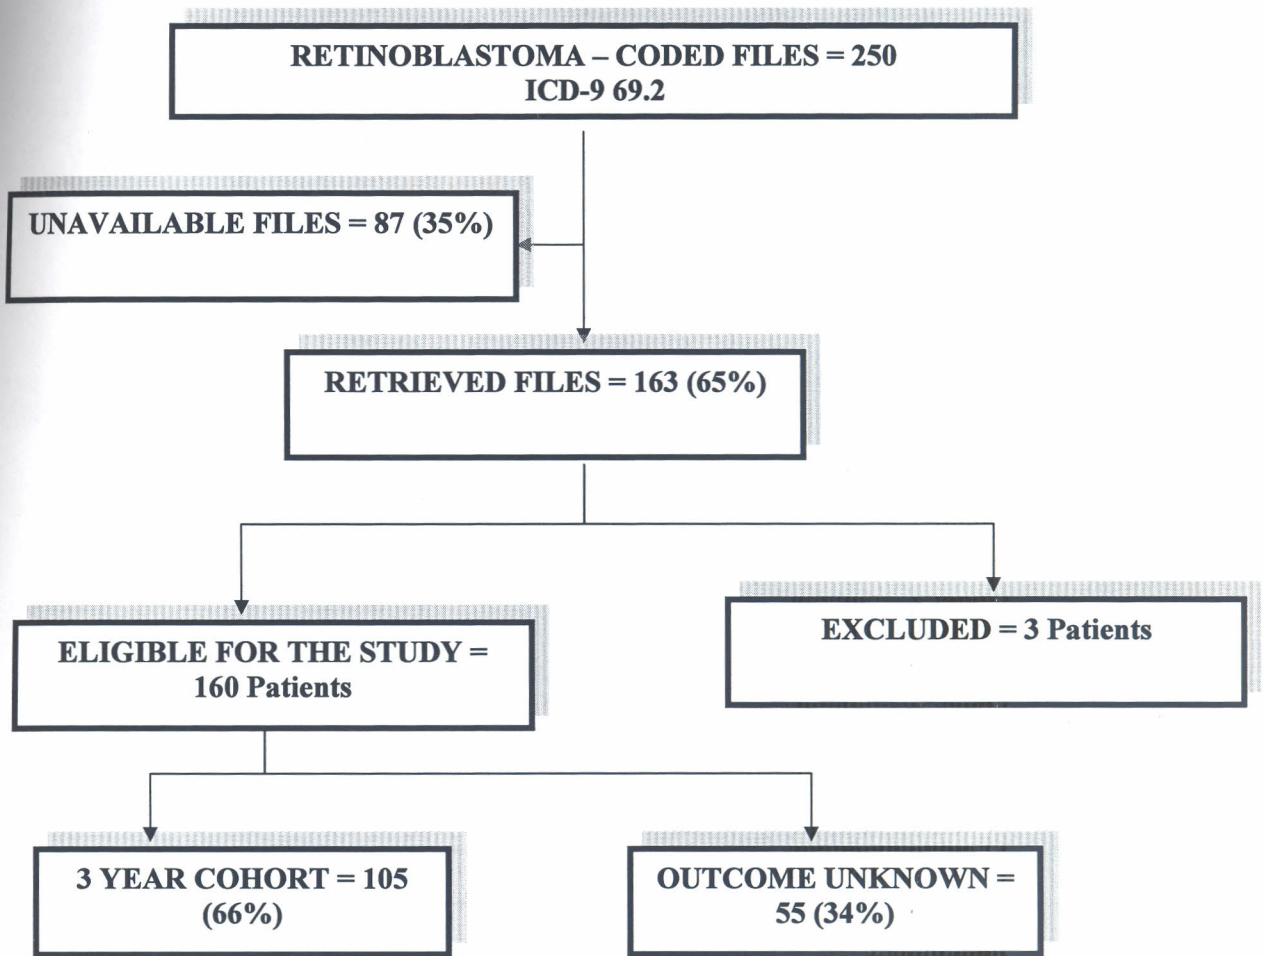 RETINOBLASTOMA – CODED FILES = 250
ICD-9 69.2
UNAVAILABLE FILES = 87 (35%)
RETRIEVED FILES = 163 (65%)
ELIGIBLE FOR THE STUDY =
160 Patients
EXCLUDED = 3 Patients
3 YEAR COHORT = 105
(66%)
OUTCOME UNKNOWN =
55 (34%)